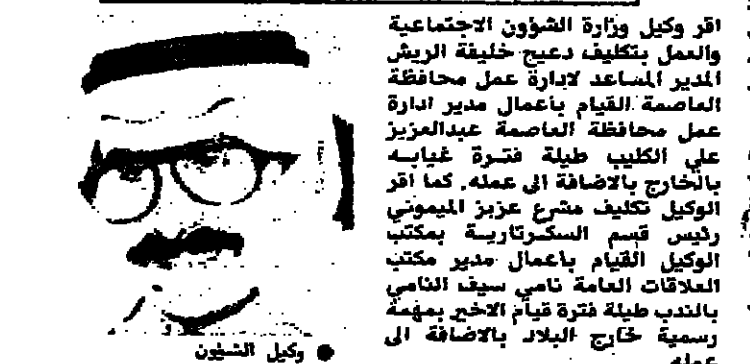 اقر وكيل وزارة الشؤون الاجتماعية
والعمل بتكليف دعيج خليفة الريش
المدير المساعد لادارة عمل محافظة
العاصمة القيام باعمال مدير ادارة
عمل محافظة العاصمة عبدالعزيز
علي الكليب طيلة فترة غيابه
بالخارج بالاضافة الى عمله. كما اقر
الوكيل تكليف مشرع عزيز الميموني
رئيس قسم السكرتارية بمكتب
الوكيل القيام باعمال مدير مكتب
العلاقات العامة نامي سيف النامي
بالندب طيلة فترة قيام الاخير بمهمة
رسمية خارج البلاد بالاضافة الى
عمله
● وكيل الشؤون